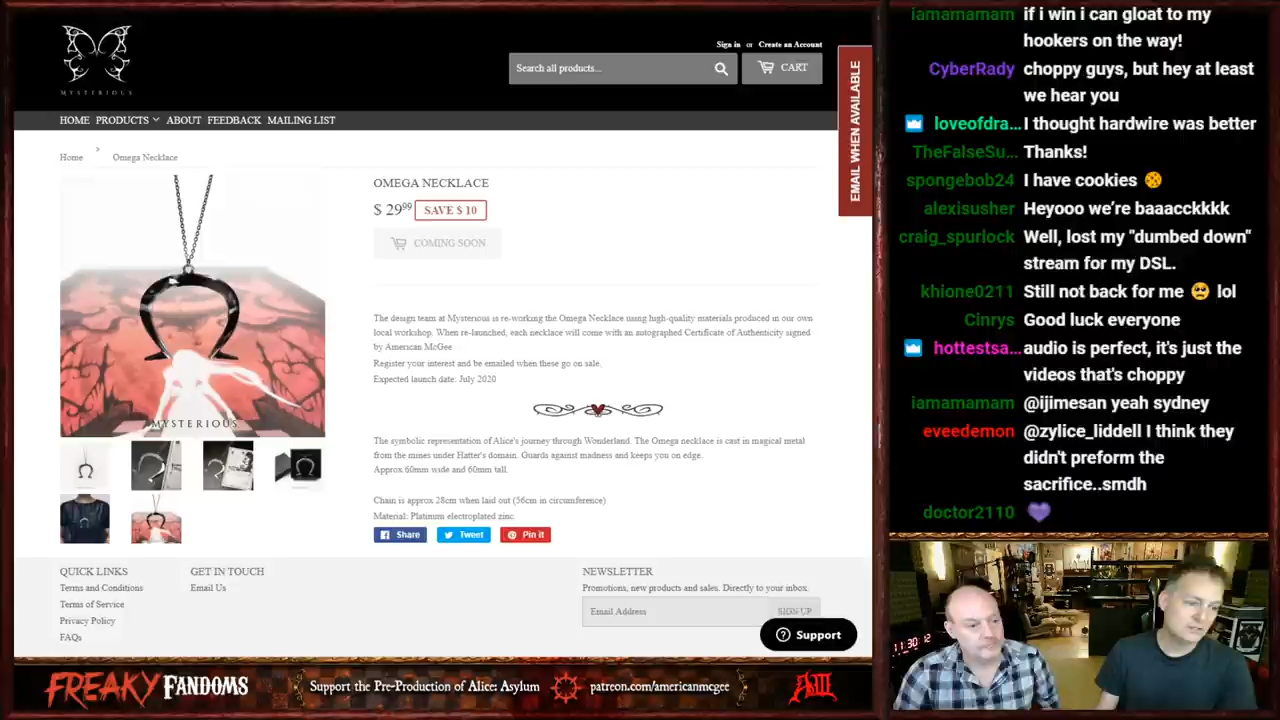 MYSTERIOUS
Sign in or Create an Account
Search all products...
CART
HOME PRODUCTS ABOUT FEEDBACK MAILING LIST
EMAIL WHEN AVAILABLE
Home › Omega Necklace
MYSTERIOUS
OMEGA NECKLACE
$ 29⁹⁹ SAVE $ 10
COMING SOON
The design team at Mysterious is re-working the Omega Necklace using high-quality materials produced in our own
local workshop. When re-launched, each necklace will come with an autographed Certificate of Authenticity signed
by American McGee .
Register your interest and be emailed when these go on sale.
Expected launch date: July 2020
The symbolic representation of Alice's journey through Wonderland. The Omega necklace is cast in magical metal
from the mines under Hatter's domain. Guards against madness and keeps you on edge.
Approx 60mm wide and 60mm tall.
Chain is approx 28cm when laid out (56cm in circumference)
Material: Platinum electroplated zinc.
Share Tweet Pin it
QUICK LINKS
Terms and Conditions
Terms of Service
Privacy Policy
FAQs
GET IN TOUCH
Email Us
NEWSLETTER
Promotions, new products and sales. Directly to your inbox.
Email Address SIGN UP
Support
FREAKY FANDOMS
Support the Pre-Production of Alice: Asylum
patreon.com/americanmcgee
iamamamam if i win i can gloat to my
hookers on the way!
CyberRady choppy guys, but hey at least
we hear you
loveofdra... I thought hardwire was better
TheFalseSu... Thanks!
spongebob24 I have cookies 🍪
alexisusher Heyooo we're baaacckkkk
craig_spurlock Well, lost my "dumbed down"
stream for my DSL.
khione0211 Still not back for me 🥺 lol
Cinrys Good luck everyone
hottestsa... audio is perfect, it's just the
videos that's choppy
iamamamam @ijimesan yeah sydney
eveedemon @zylice_liddell I think they
didn't preform the
sacrifice..smdh
doctor2110 💜